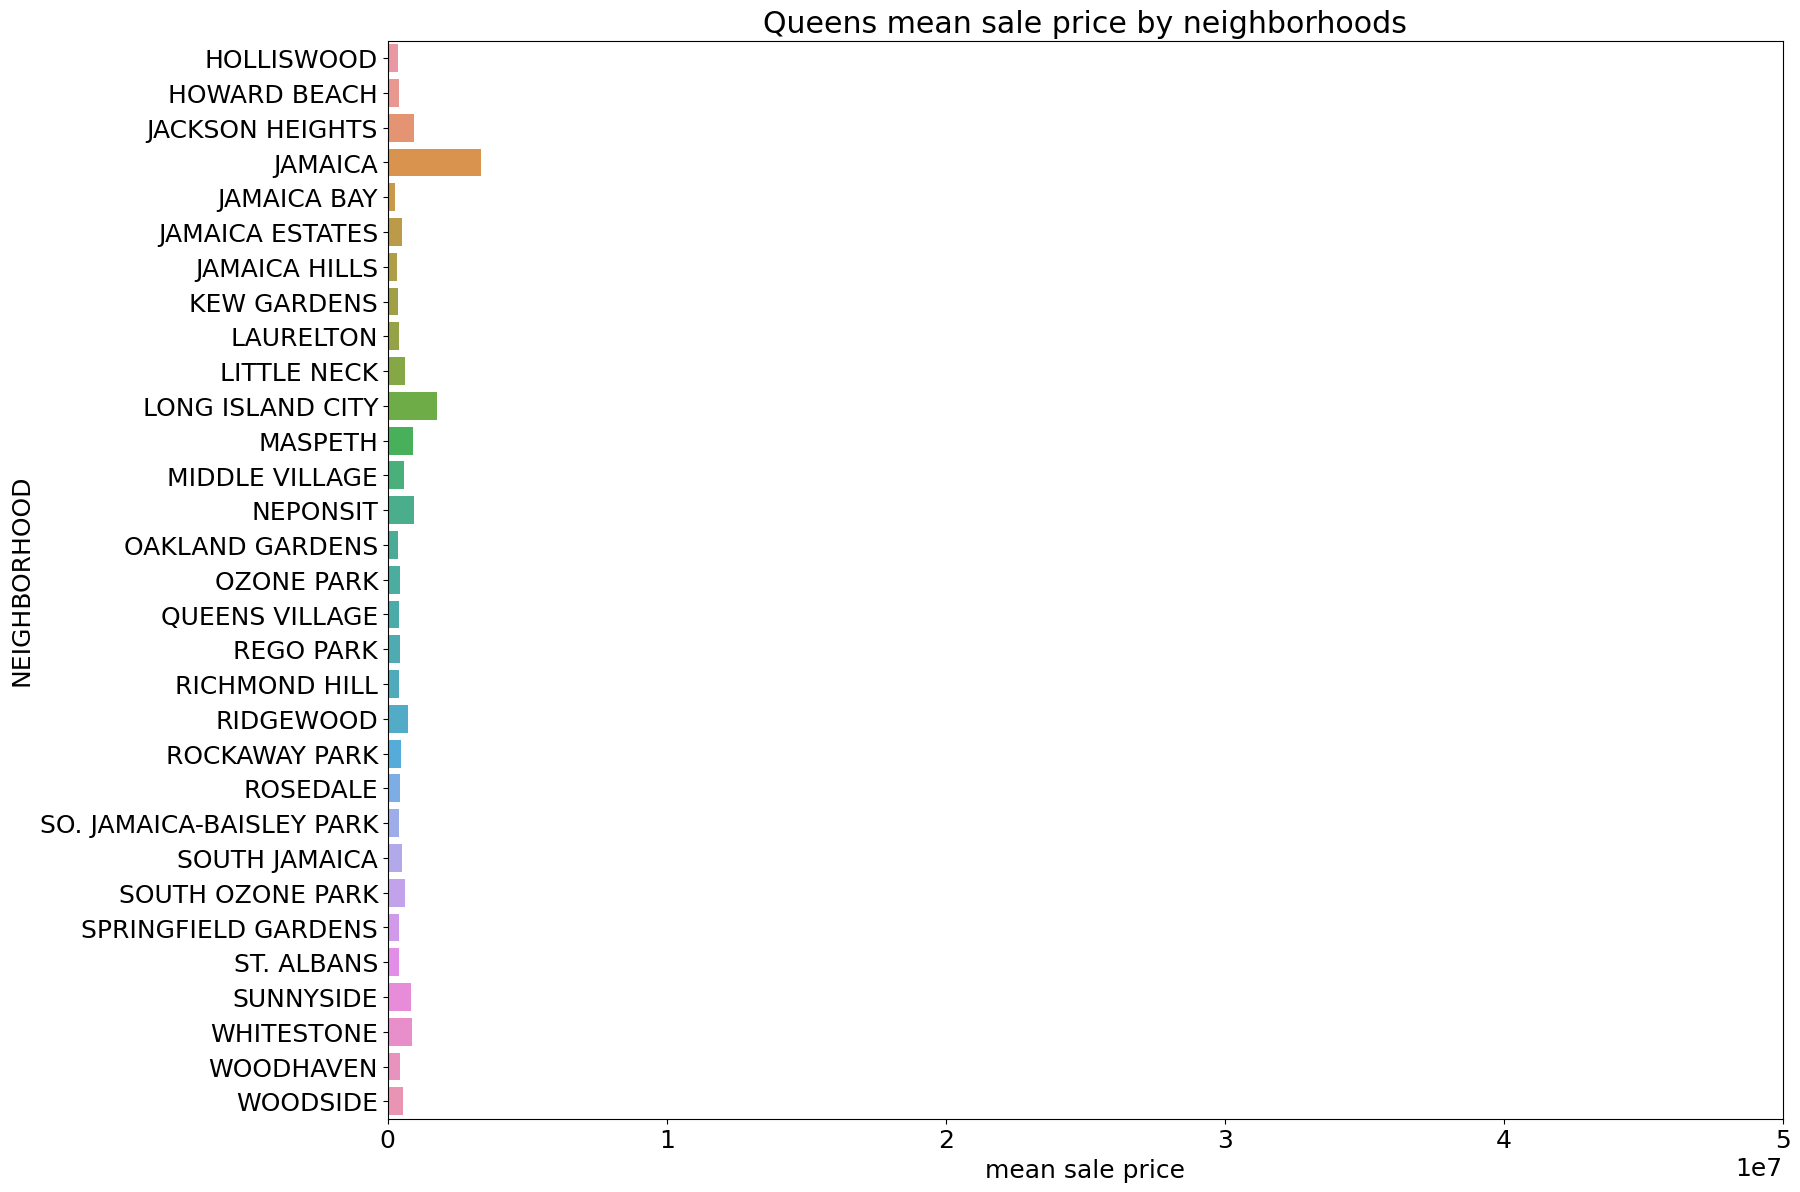 Queens mean sale price by neighborhoods
HOLLISWOOD
HOWARD BEACH
JACKSON HEIGHTS
JAMAICA
JAMAICA BAY
JAMAICA ESTATES
JAMAICA HILLS
KEW GARDENS
LAURELTON
LITTLE NECK
LONG ISLAND CITY
MASPETH
MIDDLE VILLAGE
NEPONSIT
OAKLAND GARDENS
OZONE PARK
QUEENS VILLAGE
REGO PARK
RICHMOND HILL
RIDGEWOOD
ROCKAWAY PARK
ROSEDALE
SO. JAMAICA-BAISLEY PARK
SOUTH JAMAICA
SOUTH OZONE PARK
SPRINGFIELD GARDENS
ST. ALBANS
SUNNYSIDE
WHITESTONE
WOODHAVEN
WOODSIDE
NEIGHBORHOOD
0 1 2 3 4 5
1e7
mean sale price